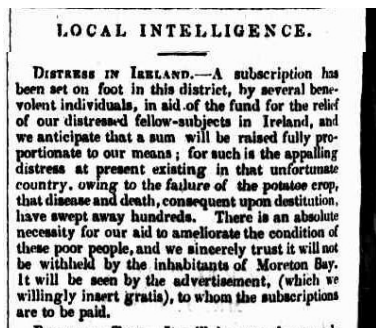 LOCAL INTELLIGENCE.
DISTRESS IN IRELAND.—A subscription has
been set on foot in this district, by several bene-
volent individuals, in aid of the fund for the relief
of our distressed fellow-subjects in Ireland, and
we anticipate that a sum will be raised fully pro-
portionate to our means; for such is the appalling
distress at present existing in that unfortunate
country, owing to the failure of the potatoe crop,
that disease and death, consequent upon destitution,
have swept away hundreds. There is an absolute
necessity for our aid to ameliorate the condition of
these poor people, and we sincerely trust it will not
be withheld by the inhabitants of Moreton Bay.
It will be seen by the advertisement, (which we
willingly insert gratis), to whom the subscriptions
are to be paid.